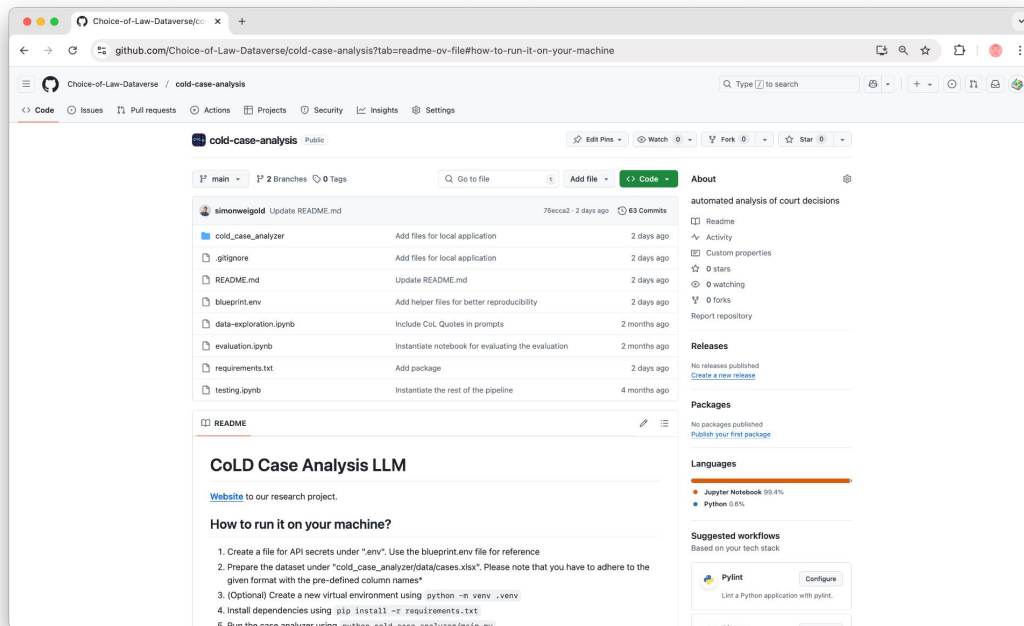 Choice-of-Law-Dataverse/col
github.com/Choice-of-Law-Dataverse/cold-case-analysis?tab=readme-ov-file#how-to-run-it-on-your-machine
Choice-of-Law-Dataverse / cold-case-analysis
Type / to search
Code Issues Pull requests Actions Projects Security Insights Settings
cold-case-analysis Public
Edit Pins Watch 0 Fork 0 Star 0
main 2 Branches 0 Tags Go to file t Add file Code
simonweigold Update README.md 76ecca2 · 2 days ago 63 Commits
cold_case_analyzer Add files for local application 2 days ago
.gitignore Add files for local application 2 days ago
README.md Update README.md 2 days ago
blueprint.env Add helper files for better reproducibility 2 days ago
data-exploration.ipynb Include CoL Quotes in prompts 2 months ago
evaluation.ipynb Instantiate notebook for evaluating the evaluation 2 months ago
requirements.txt Add package 2 days ago
testing.ipynb Instantiate the rest of the pipeline 4 months ago
README
CoLD Case Analysis LLM
Website to our research project.
How to run it on your machine?
1. Create a file for API secrets under ".env". Use the blueprint.env file for reference
2. Prepare the dataset under "cold_case_analyzer/data/cases.xlsx". Please note that you have to adhere to the
given format with the pre-defined column names*
3. (Optional) Create a new virtual environment using python -m venv .venv
4. Install dependencies using pip install -r requirements.txt
5. Run the case analyzer using python cold_case_analyzer/main.py
About
automated analysis of court decisions
Readme
Activity
Custom properties
0 stars
0 watching
0 forks
Report repository
Releases
No releases published
Create a new release
Packages
No packages published
Publish your first package
Languages
Jupyter Notebook 99.4%
Python 0.6%
Suggested workflows
Based on your tech stack
Pylint Configure
Lint a Python application with pylint.